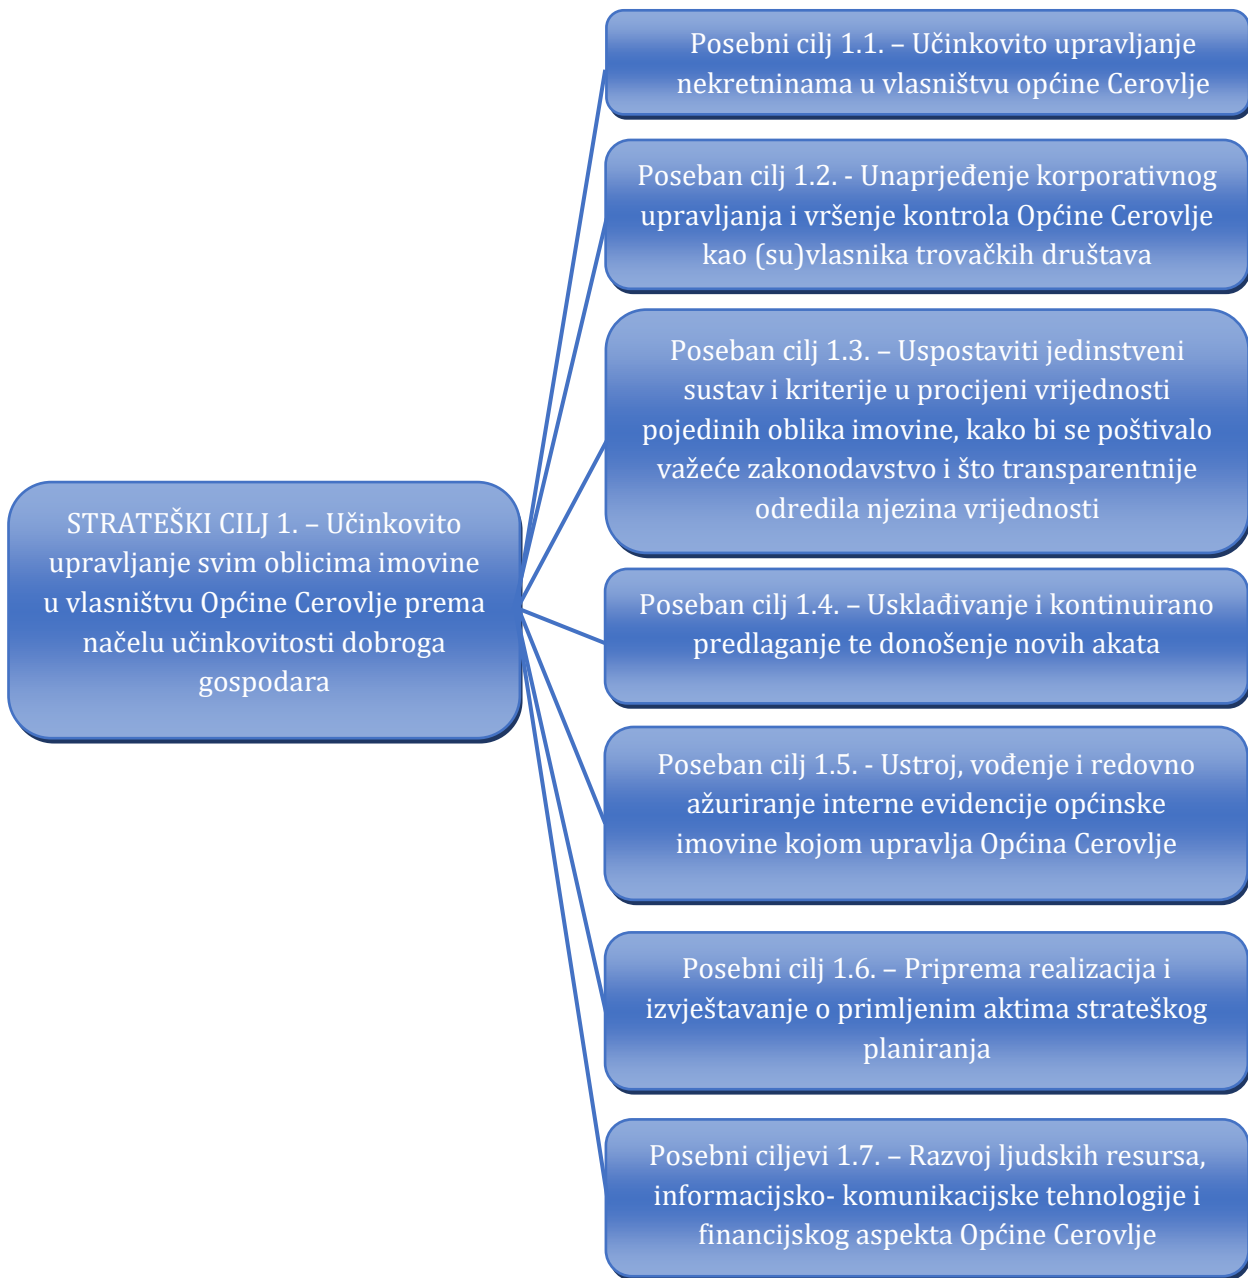 STRATEŠKI CILJ 1. – Učinkovito
upravljanje svim oblicima imovine
u vlasništvu Općine Cerovlje prema
načelu učinkovitosti dobroga
gospodara
Posebni cilj 1.1. – Učinkovito upravljanje
nekretninama u vlasništvu općine Cerovlje
Poseban cilj 1.2. - Unaprjeđenje korporativnog
upravljanja i vršenje kontrola Općine Cerovlje
kao (su)vlasnika trovačkih društava
Poseban cilj 1.3. – Uspostaviti jedinstveni
sustav i kriterije u procijeni vrijednosti
pojedinih oblika imovine, kako bi se poštivalo
važeće zakonodavstvo i što transparentnije
odredila njezina vrijednosti
Poseban cilj 1.4. – Usklađivanje i kontinuirano
predlaganje te donošenje novih akata
Poseban cilj 1.5. - Ustroj, vođenje i redovno
ažuriranje interne evidencije općinske
imovine kojom upravlja Općina Cerovlje
Posebni cilj 1.6. – Priprema realizacija i
izvještavanje o primljenim aktima strateškog
planiranja
Posebni ciljevi 1.7. – Razvoj ljudskih resursa,
informacijsko- komunikacijske tehnologije i
financijskog aspekta Općine Cerovlje